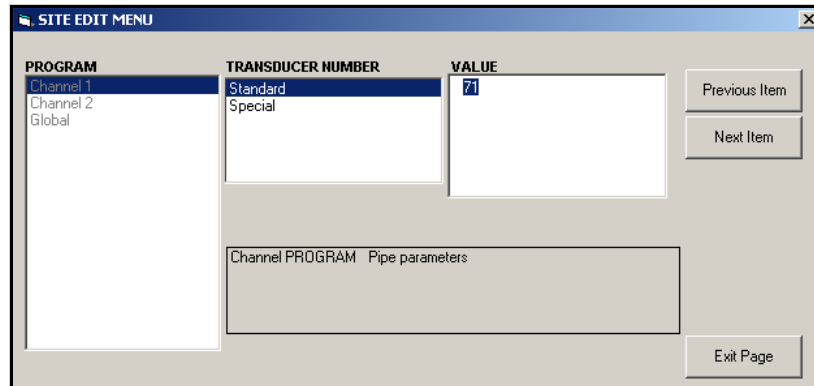 SITE EDIT MENU
PROGRAM
Channel 1
Channel 2
Global
TRANSDUCER NUMBER
Standard
Special
VALUE
71
Previous Item
Next Item
Channel PROGRAM   Pipe parameters
Exit Page